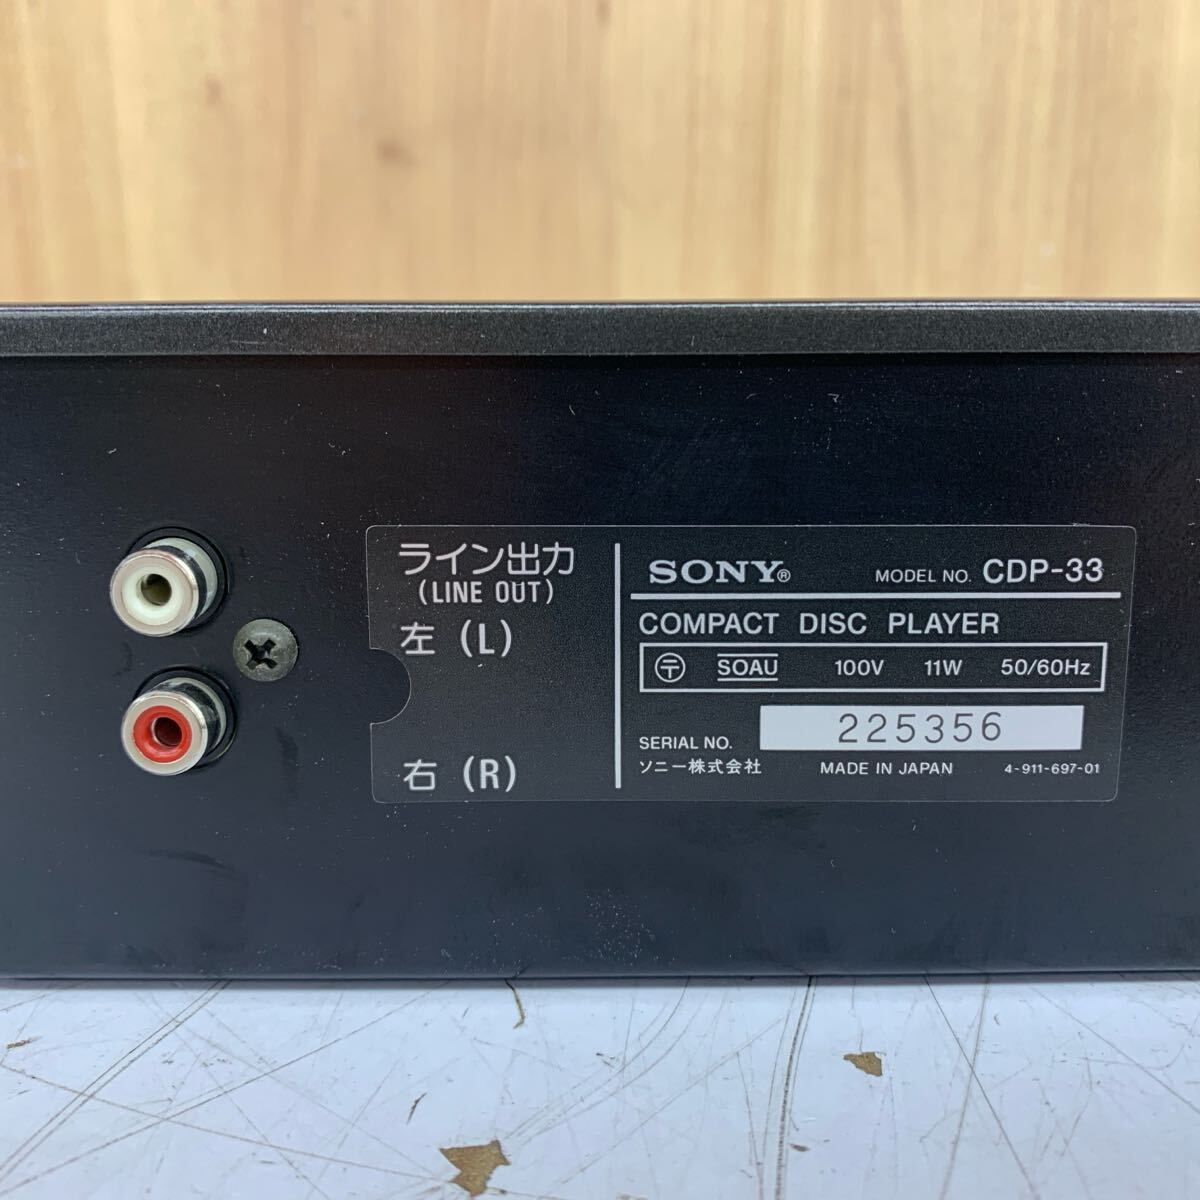 ライン出力
(LINE OUT)
左 (L)
右 (R)
SONY® MODEL NO. CDP-33
COMPACT DISC PLAYER
〒 SOAU 100V 11W 50/60Hz
SERIAL NO. 225356
ソニー株式会社 MADE IN JAPAN 4-911-697-01